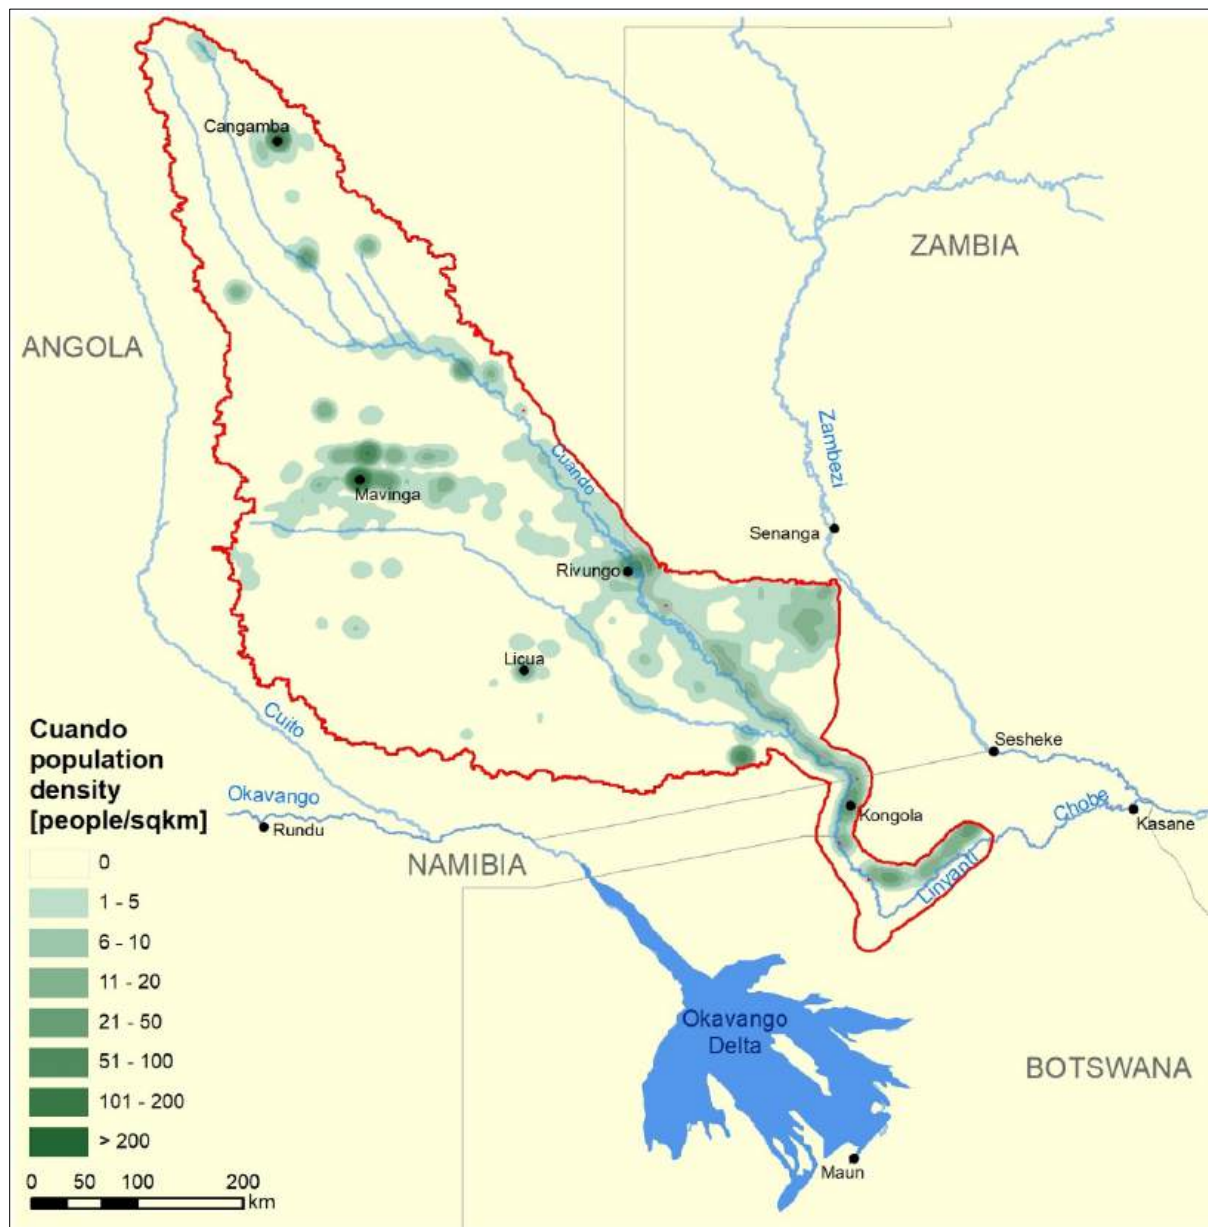 Cangamba
ZAMBIA
ANGOLA
Zambezi
Cuando
Mavinga
Senanga
Rivungo
Licua
Cuito
Cuando
population
density
[people/sqkm]
Sesheke
Okavango
Chobe
Rundu
Kongola
Kasane
NAMIBIA
Linyanti
0
1 - 5
6 - 10
11 - 20
21 - 50
51 - 100
101 - 200
> 200
Okavango
Delta
BOTSWANA
Maun
0 50 100 200
km